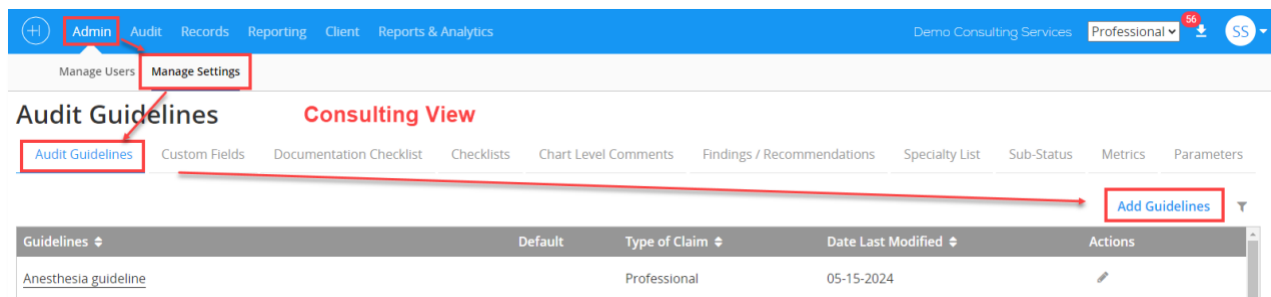 Admin Audit Records Reporting Client Reports & Analytics Demo Consulting Services Professional 56 SS
Manage Users Manage Settings
Audit Guidelines Consulting View
Audit Guidelines Custom Fields Documentation Checklist Checklists Chart Level Comments Findings / Recommendations Specialty List Sub-Status Metrics Parameters
Add Guidelines
Guidelines Default Type of Claim Date Last Modified Actions
Anesthesia guideline Professional 05-15-2024